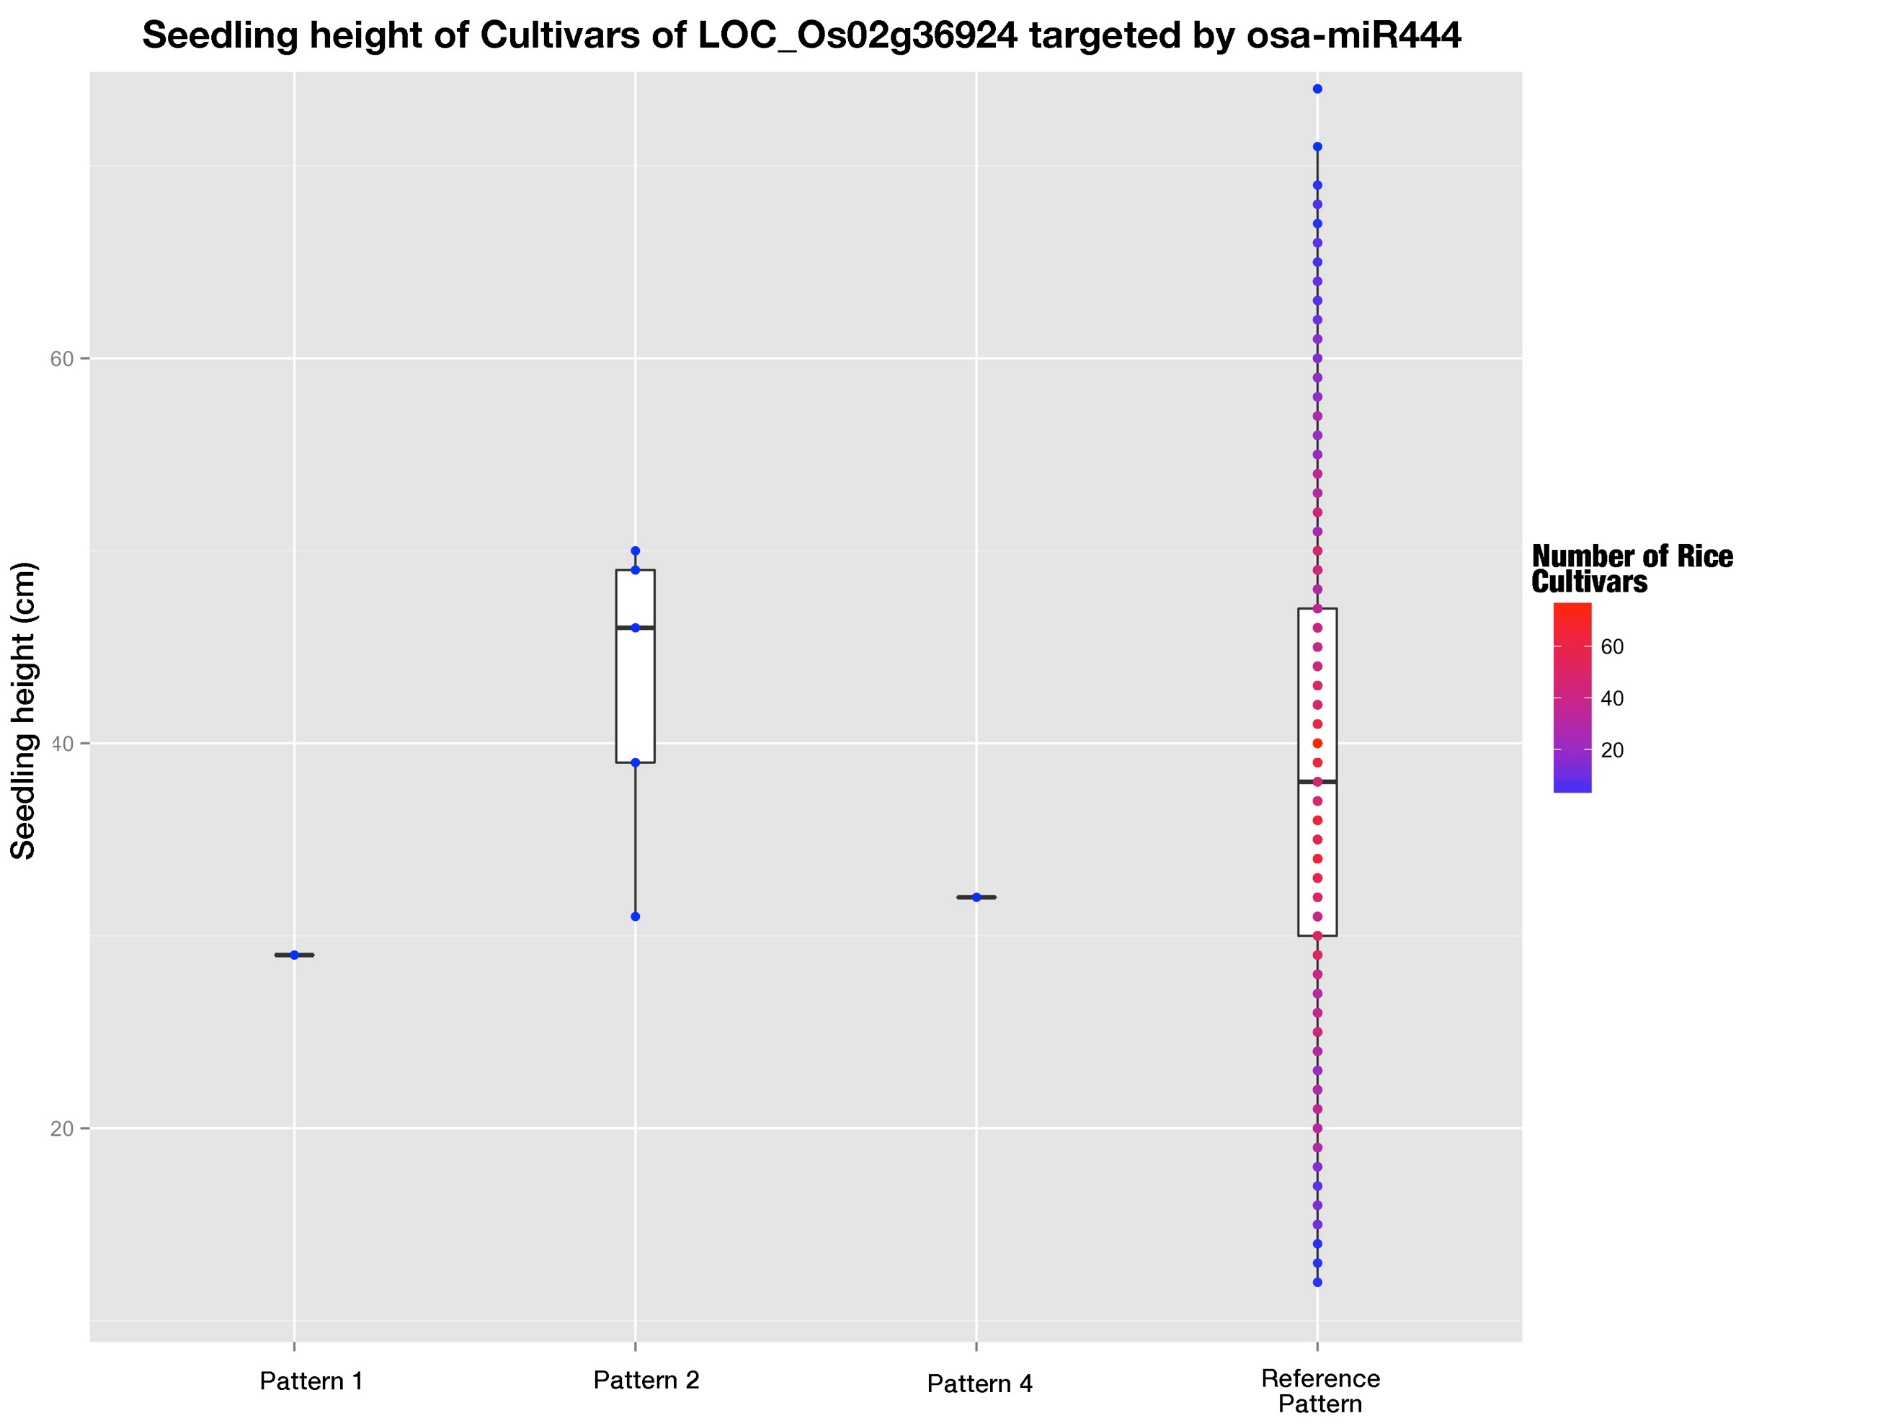 Seedling height of Cultivars of LOC_Os02g36924 targeted by osa-miR444
Seedling height (cm)
60
40
20
Pattern 1
Pattern 2
Pattern 4
Reference
Pattern
Number of Rice
Cultivars
60
40
20